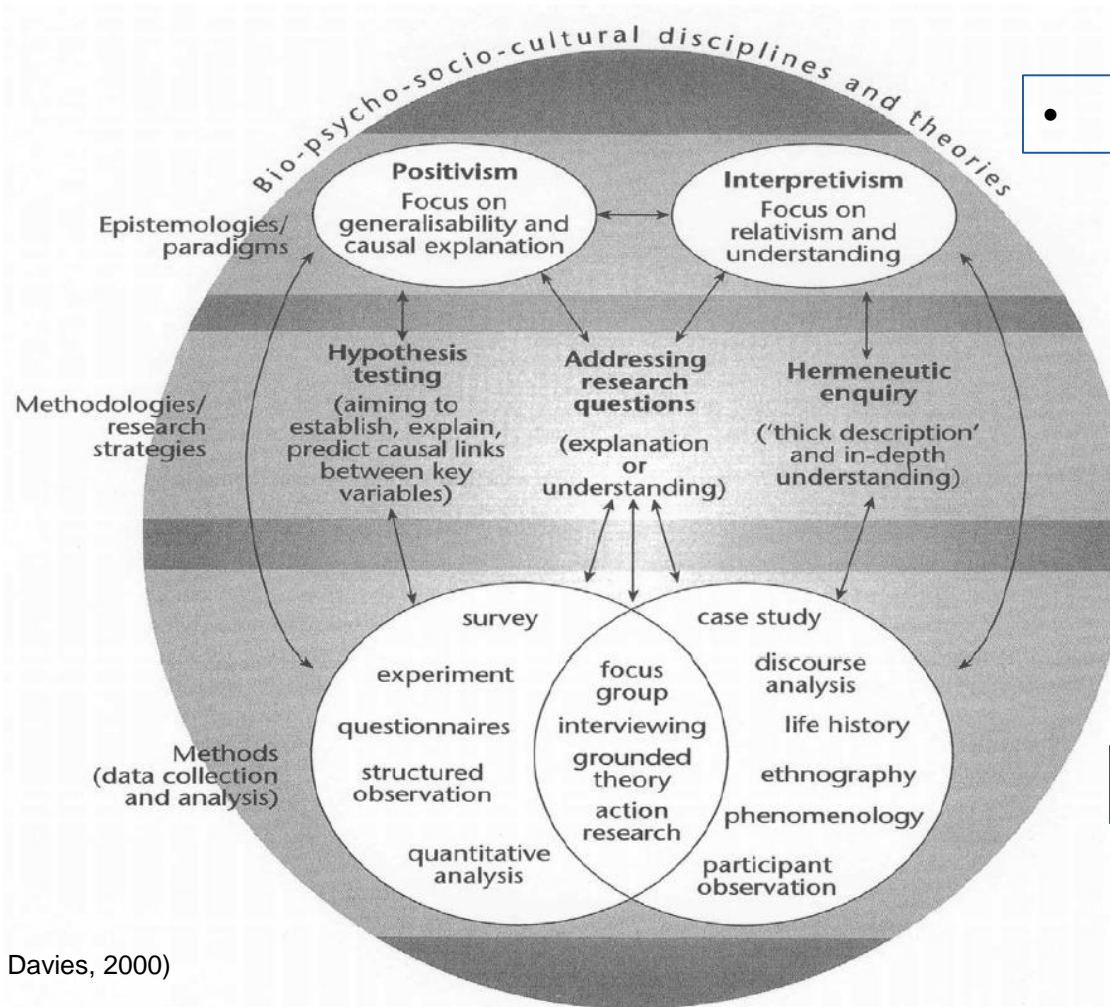 Bio-psycho-socio-cultural disciplines and theories
•
Epistemologies/
paradigms
Positivism
Focus on
generalisability and
causal explanation
Interpretivism
Focus on
relativism and
understanding
Methodologies/
research
strategies
Hypothesis
testing
(aiming to
establish, explain,
predict causal links
between key
variables)
Addressing
research
questions
(explanation
or
understanding)
Hermeneutic
enquiry
('thick description'
and in-depth
understanding)
Methods
(data collection
and analysis)
survey
experiment
questionnaires
structured
observation
quantitative
analysis
focus
group
interviewing
grounded
theory
action
research
case study
discourse
analysis
life history
ethnography
phenomenology
participant
observation
Davies, 2000)